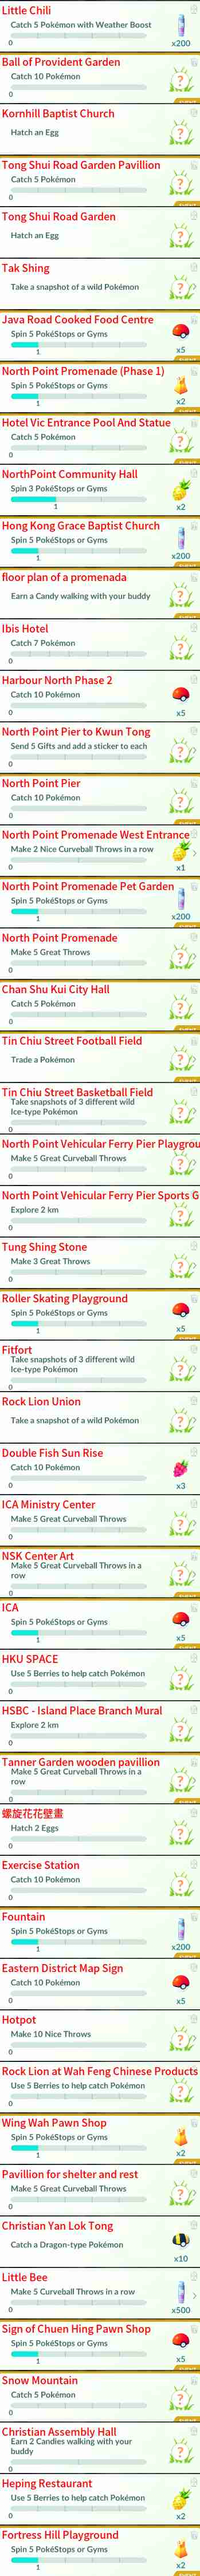 Little Chili
Catch 5 Pokémon with Weather Boost
0
x200
Ball of Provident Garden
Catch 10 Pokémon
0
Kornhill Baptist Church
Hatch an Egg
Tong Shui Road Garden Pavillion
Catch 5 Pokémon
0
Tong Shui Road Garden
Hatch an Egg
Tak Shing
Take a snapshot of a wild Pokémon
Java Road Cooked Food Centre
Spin 5 PokéStops or Gyms
1
x5
North Point Promenade (Phase 1)
Spin 5 PokéStops or Gyms
1
x2
Hotel Vic Entrance Pool And Statue
Catch 5 Pokémon
0
NorthPoint Community Hall
Spin 3 PokéStops or Gyms
1
x2
Hong Kong Grace Baptist Church
Spin 5 PokéStops or Gyms
1
x200
floor plan of a promenada
Earn a Candy walking with your buddy
Ibis Hotel
Catch 7 Pokémon
0
Harbour North Phase 2
Catch 10 Pokémon
0
x5
North Point Pier to Kwun Tong
Send 5 Gifts and add a sticker to each
0
North Point Pier
Catch 10 Pokémon
0
North Point Promenade West Entrance
Make 2 Nice Curveball Throws in a row
0
x1
North Point Promenade Pet Garden
Spin 5 PokéStops or Gyms
1
x200
North Point Promenade
Make 5 Great Throws
0
Chan Shu Kui City Hall
Catch 5 Pokémon
0
Tin Chiu Street Football Field
Trade a Pokémon
Tin Chiu Street Basketball Field
Take snapshots of 3 different wild
Ice-type Pokémon
0
North Point Vehicular Ferry Pier Playgrou
Make 5 Great Curveball Throws
0
North Point Vehicular Ferry Pier Sports G
Explore 2 km
0
Tung Shing Stone
Make 3 Great Throws
0
Roller Skating Playground
Spin 5 PokéStops or Gyms
1
x5
Fitfort
Take snapshots of 3 different wild
Ice-type Pokémon
0
Rock Lion Union
Take a snapshot of a wild Pokémon
Double Fish Sun Rise
Catch 10 Pokémon
0
x3
ICA Ministry Center
Make 5 Great Curveball Throws
0
NSK Center Art
Make 5 Great Curveball Throws in a
row
0
ICA
Spin 5 PokéStops or Gyms
1
x5
HKU SPACE
Use 5 Berries to help catch Pokémon
0
HSBC - Island Place Branch Mural
Explore 2 km
0
Tanner Garden wooden pavillion
Make 5 Great Curveball Throws in a
row
0
螺旋花花壁畫
Hatch 2 Eggs
0
Exercise Station
Catch 10 Pokémon
0
Fountain
Spin 5 PokéStops or Gyms
1
x200
Eastern District Map Sign
Catch 10 Pokémon
0
x5
Hotpot
Make 10 Nice Throws
0
Rock Lion at Wah Feng Chinese Products
Use 5 Berries to help catch Pokémon
0
Wing Wah Pawn Shop
Spin 5 PokéStops or Gyms
1
x2
Pavillion for shelter and rest
Make 5 Great Curveball Throws
0
Christian Yan Lok Tong
Catch a Dragon-type Pokémon
x10
Little Bee
Make 5 Curveball Throws in a row
0
x500
Sign of Chuen Hing Pawn Shop
Spin 5 PokéStops or Gyms
1
x5
Snow Mountain
Catch 5 Pokémon
0
Christian Assembly Hall
Earn 2 Candies walking with your
buddy
0
Heping Restaurant
Use 5 Berries to help catch Pokémon
0
x2
Fortress Hill Playground
Spin 5 PokéStops or Gyms
1
x2